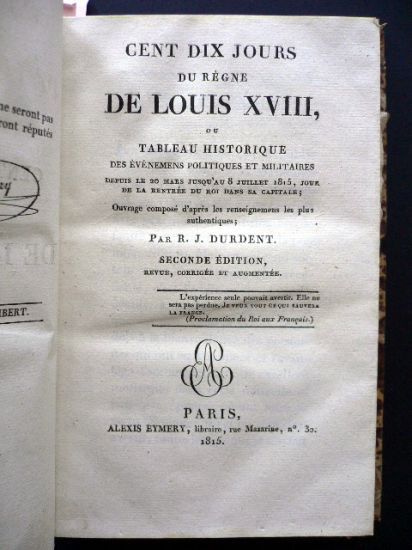 ne seront pas
ront réputés
IBERT.
CENT DIX JOURS
DU RÈGNE
DE LOUIS XVIII,
OU
TABLEAU HISTORIQUE
DES ÉVÉNEMENS POLITIQUES ET MILITAIRES
DEPUIS LE 20 MARS JUSQU'AU 8 JUILLET 1815, JOUR
DE LA RENTRÉE DU ROI DANS SA CAPITALE;
Ouvrage composé d'après les renseignemens les plus
authentiques;
PAR R. J. DURDENT.
SECONDE ÉDITION,
REVUE, CORRIGÉE ET AUGMENTÉE.
L'expérience seule pouvait avertir. Elle ne
sera pas perdue. JE VEUX TOUT CE QUI SAUVERA
LA FRANCE.
(Proclamation du Roi aux Français.)
PARIS,
ALEXIS EYMERY, libraire, rue Mazarine, n°. 30.
1815.